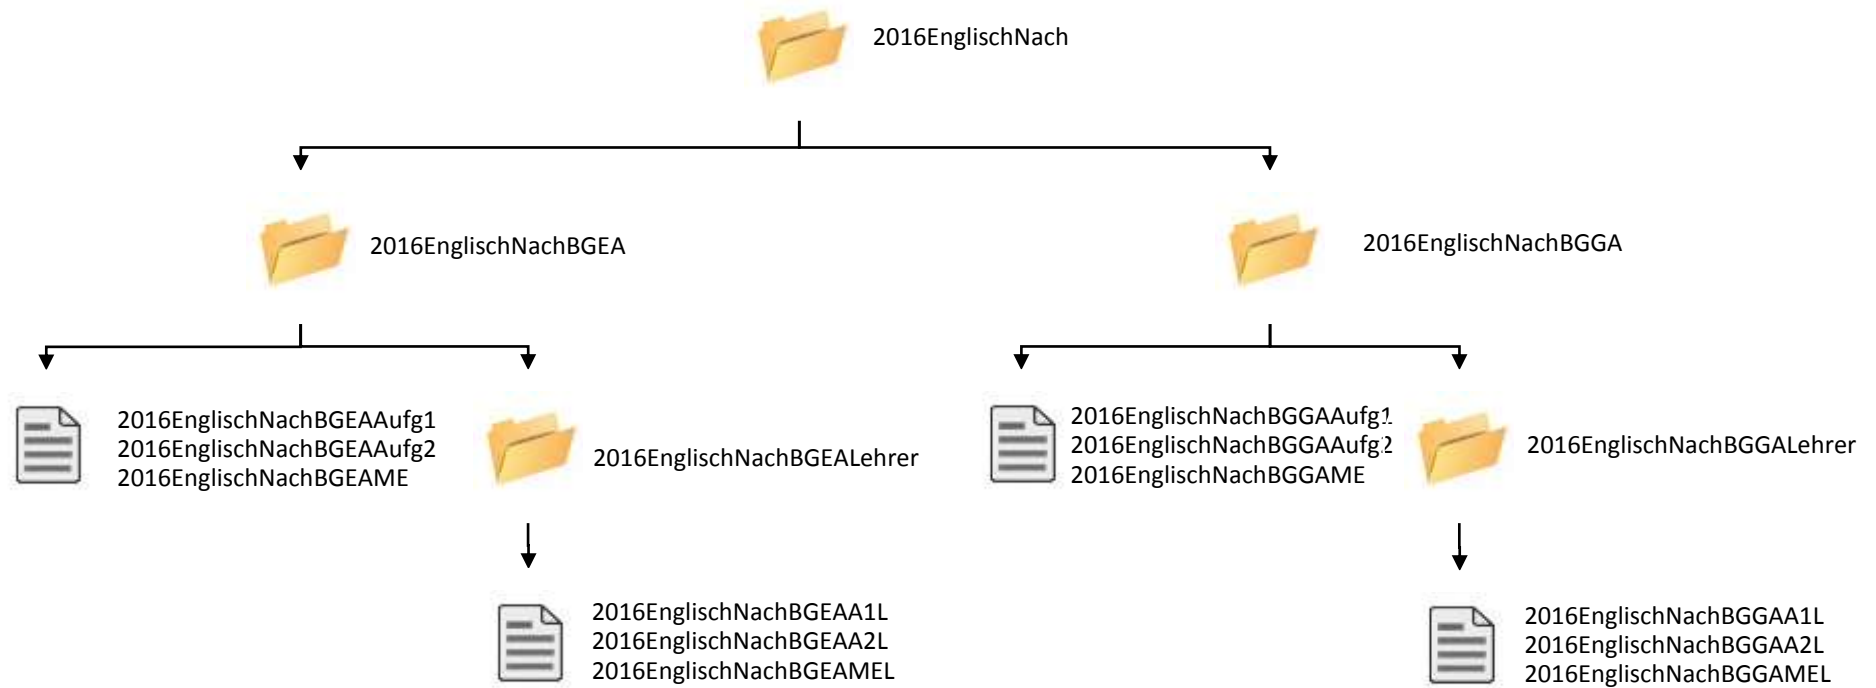 2016EnglischNach
2016EnglischNachBGEA
2016EnglischNachBGGA
2016EnglischNachBGEAAufg1
2016EnglischNachBGEAAufg2
2016EnglischNachBGEAME
2016EnglischNachBGEALehrer
2016EnglischNachBGGAAufg1
2016EnglischNachBGGAAufg2
2016EnglischNachBGGAME
2016EnglischNachBGGALehrer
2016EnglischNachBGEAA1L
2016EnglischNachBGEAA2L
2016EnglischNachBGEAMEL
2016EnglischNachBGGAA1L
2016EnglischNachBGGAA2L
2016EnglischNachBGGAMEL